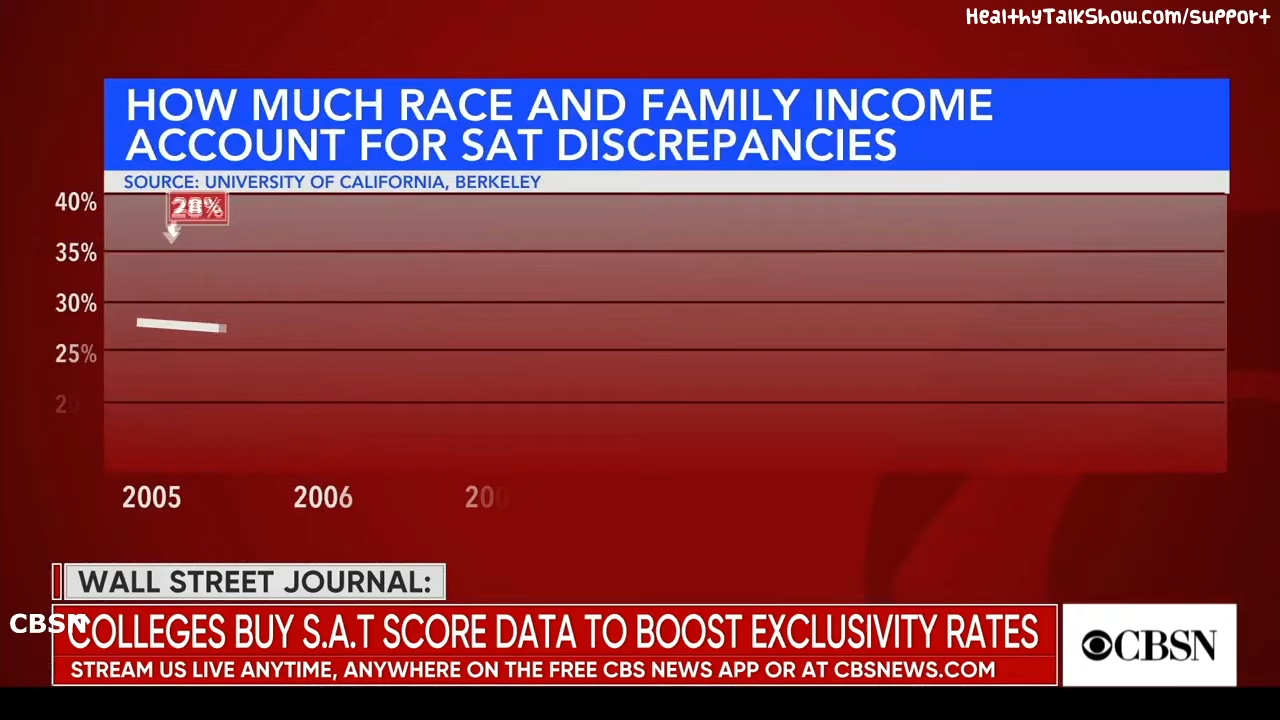 HealthyTalkShow.com/support
HOW MUCH RACE AND FAMILY INCOME
ACCOUNT FOR SAT DISCREPANCIES
SOURCE: UNIVERSITY OF CALIFORNIA, BERKELEY
40%
28%
35%
30%
25%
2005 2006
WALL STREET JOURNAL:
CBSN
COLLEGES BUY S.A.T SCORE DATA TO BOOST EXCLUSIVITY RATES
STREAM US LIVE ANYTIME, ANYWHERE ON THE FREE CBS NEWS APP OR AT CBSNEWS.COM
CBSN